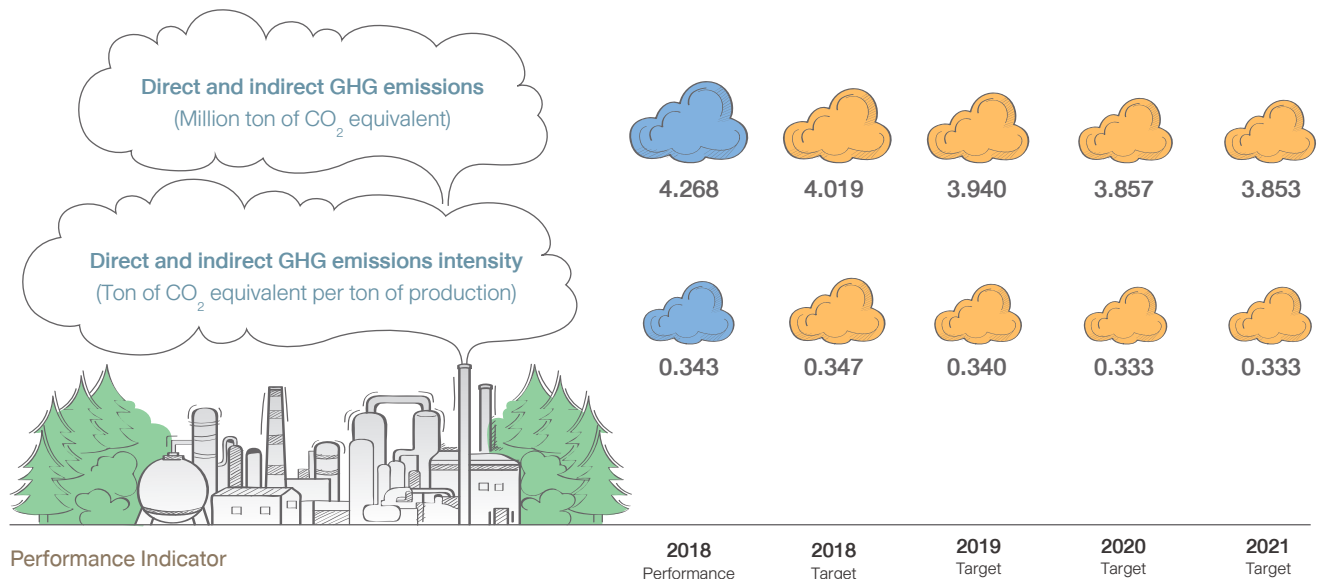 Direct and indirect GHG emissions
(Million ton of CO2 equivalent)
4.268 4.019 3.940 3.857 3.853
Direct and indirect GHG emissions intensity
(Ton of CO2 equivalent per ton of production)
0.343 0.347 0.340 0.333 0.333
Performance Indicator
2018 2018 2019 2020 2021
Performance Target Target Target Target